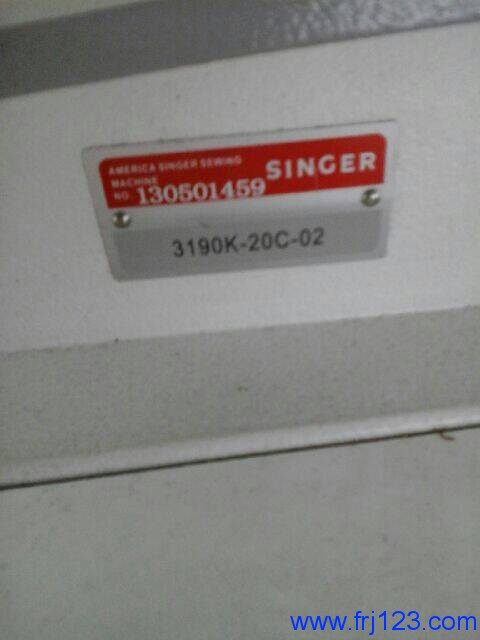 AMERICA SINGER SEWING
MACHINE
NO 130501459
SINGER
3190K-20C-02
www.frj123.com